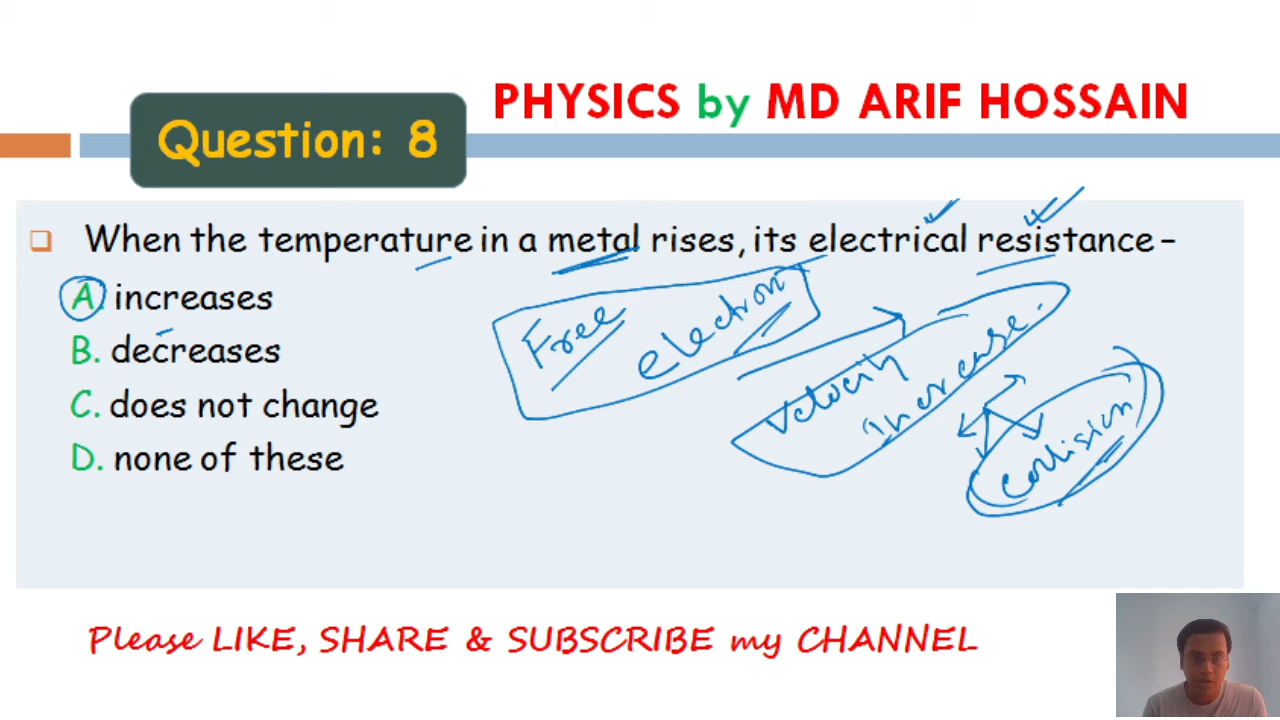 PHYSICS by MD ARIF HOSSAIN
Question: 8
When the temperature in a metal rises, its electrical resistance –
A. increases
B. decreases
C. does not change
D. none of these
Free electron
velocity
increase.
collision
Please LIKE, SHARE & SUBSCRIBE my CHANNEL